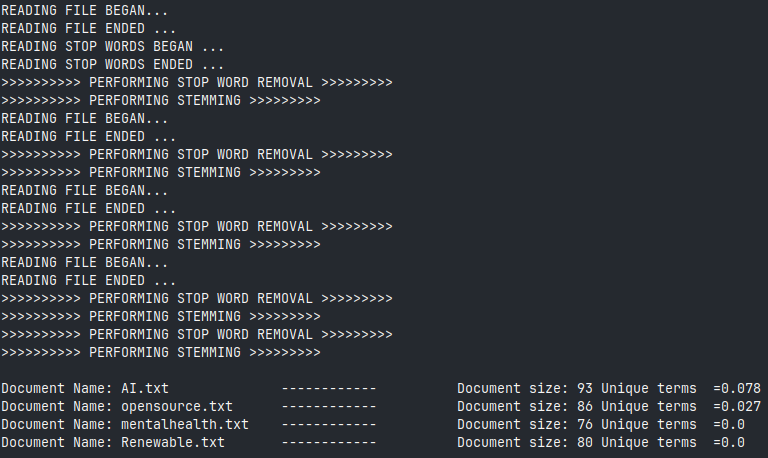 READING FILE BEGAN...
READING FILE ENDED ...
READING STOP WORDS BEGAN ...
READING STOP WORDS ENDED ...
>>>>>>>>>> PERFORMING STOP WORD REMOVAL >>>>>>>>>
>>>>>>>>>> PERFORMING STEMMING >>>>>>>>>
READING FILE BEGAN...
READING FILE ENDED ...
>>>>>>>>>> PERFORMING STOP WORD REMOVAL >>>>>>>>>
>>>>>>>>>> PERFORMING STEMMING >>>>>>>>>
READING FILE BEGAN...
READING FILE ENDED ...
>>>>>>>>>> PERFORMING STOP WORD REMOVAL >>>>>>>>>
>>>>>>>>>> PERFORMING STEMMING >>>>>>>>>
READING FILE BEGAN...
READING FILE ENDED ...
>>>>>>>>>> PERFORMING STOP WORD REMOVAL >>>>>>>>>
>>>>>>>>>> PERFORMING STEMMING >>>>>>>>>
>>>>>>>>>> PERFORMING STOP WORD REMOVAL >>>>>>>>>
>>>>>>>>>> PERFORMING STEMMING >>>>>>>>>
Document Name: AI.txt              ------------          Document size: 93 Unique terms  =0.078
Document Name: opensource.txt      ------------          Document size: 86 Unique terms  =0.027
Document Name: mentalhealth.txt    ------------          Document size: 76 Unique terms  =0.0
Document Name: Renewable.txt       ------------          Document size: 80 Unique terms  =0.0